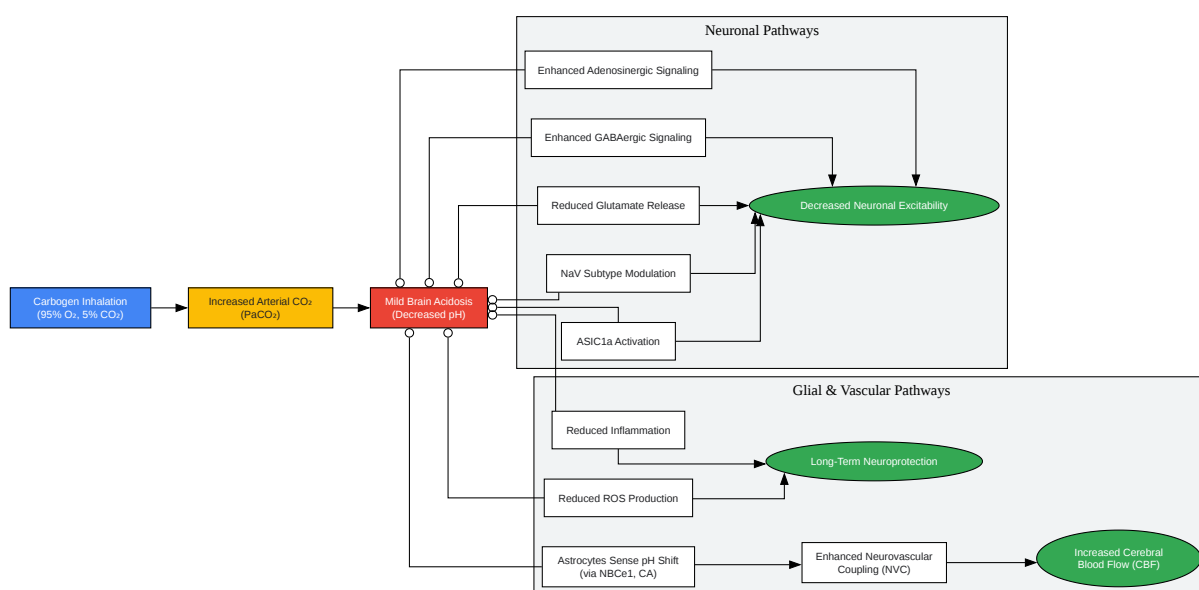 Neuronal Pathways
Enhanced Adenosinergic Signaling
Enhanced GABAergic Signaling
Reduced Glutamate Release
Decreased Neuronal Excitability
NaV Subtype Modulation
Carbogen Inhalation
(95% O₂, 5% CO₂)
Increased Arterial CO₂
(PaCO₂)
Mild Brain Acidosis
(Decreased pH)
ASIC1a Activation
Glial & Vascular Pathways
Reduced Inflammation
Long-Term Neuroprotection
Reduced ROS Production
Astrocytes Sense pH Shift
(via NBCe1, CA)
Enhanced Neurovascular
Coupling (NVC)
Increased Cerebral
Blood Flow (CBF)